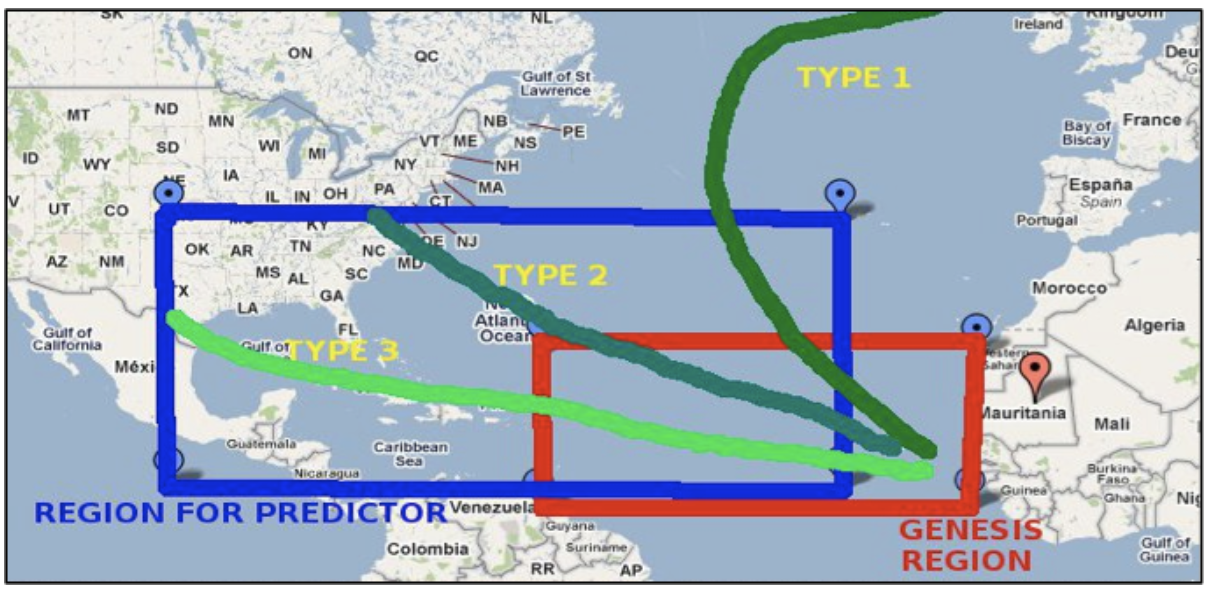 SK
NL
Ireland
Kingdom
ON
QC
Gulf of St
Lawrence
TYPE 1
MT
ND
MN
NB
PE
Bay of
Biscay
France
ID
WY
SD
WI
MI
VT
ME
NS
NH
IA
NY
MA
España
Spain
Portugal
UT
CO
IL
IN
OH
PA
CT
KY
AZ
NM
OK
AR
TN
NC
MD
NJ
MS
AL
SC
TYPE 2
Morocco
LA
GA
Atlantic
Ocean
Gulf of
California
FL
Gulf of
TYPE 3
Algeria
Mauritania
Mali
Guatemala
Caribbean
Sea
Nicaragua
Burkina
Faso
Guinea
Ghana
REGION FOR PREDICTOR
Venezuela
Guyana
GENESIS
REGION
Colombia
Suriname
Gulf of
Guinea
RR
AP